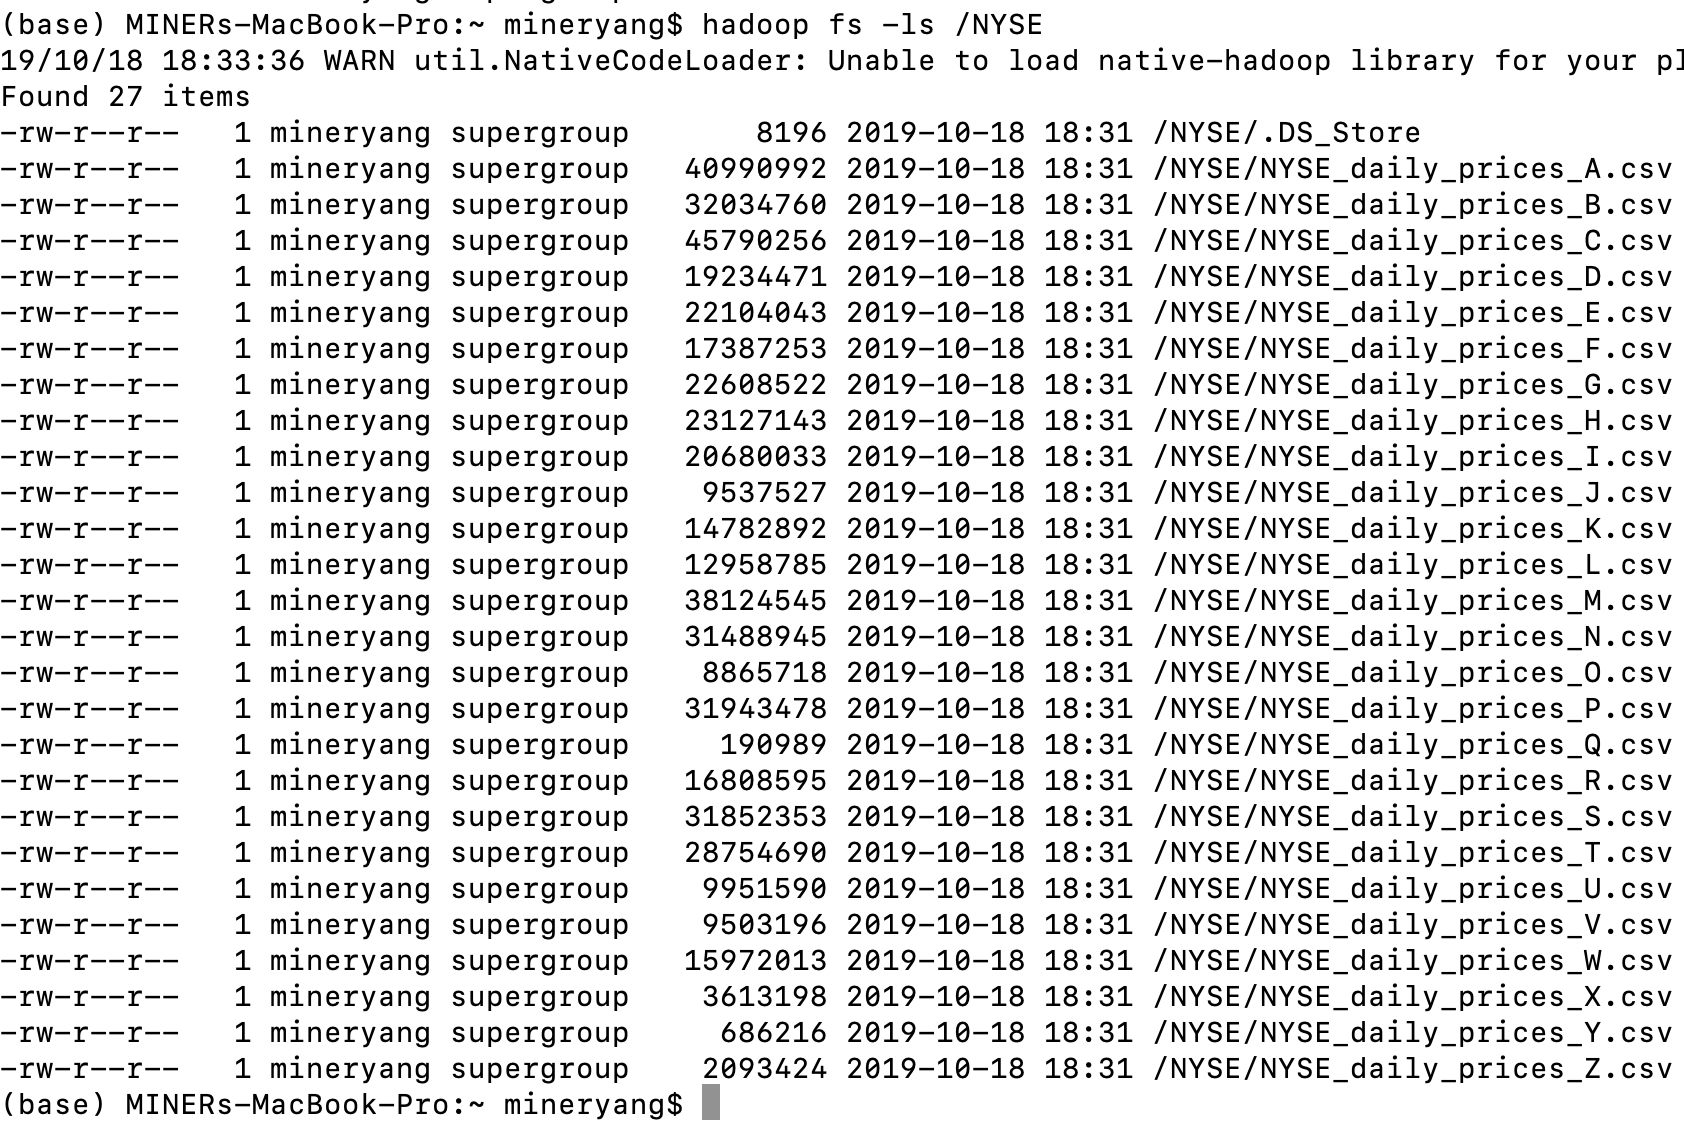 (base) MINERs-MacBook-Pro:~ mineryang$ hadoop fs -ls /NYSE
19/10/18 18:33:36 WARN util.NativeCodeLoader: Unable to load native-hadoop library for your pl
Found 27 items
-rw-r--r--   1 mineryang supergroup       8196 2019-10-18 18:31 /NYSE/.DS_Store
-rw-r--r--   1 mineryang supergroup   40990992 2019-10-18 18:31 /NYSE/NYSE_daily_prices_A.csv
-rw-r--r--   1 mineryang supergroup   32034760 2019-10-18 18:31 /NYSE/NYSE_daily_prices_B.csv
-rw-r--r--   1 mineryang supergroup   45790256 2019-10-18 18:31 /NYSE/NYSE_daily_prices_C.csv
-rw-r--r--   1 mineryang supergroup   19234471 2019-10-18 18:31 /NYSE/NYSE_daily_prices_D.csv
-rw-r--r--   1 mineryang supergroup   22104043 2019-10-18 18:31 /NYSE/NYSE_daily_prices_E.csv
-rw-r--r--   1 mineryang supergroup   17387253 2019-10-18 18:31 /NYSE/NYSE_daily_prices_F.csv
-rw-r--r--   1 mineryang supergroup   22608522 2019-10-18 18:31 /NYSE/NYSE_daily_prices_G.csv
-rw-r--r--   1 mineryang supergroup   23127143 2019-10-18 18:31 /NYSE/NYSE_daily_prices_H.csv
-rw-r--r--   1 mineryang supergroup   20680033 2019-10-18 18:31 /NYSE/NYSE_daily_prices_I.csv
-rw-r--r--   1 mineryang supergroup    9537527 2019-10-18 18:31 /NYSE/NYSE_daily_prices_J.csv
-rw-r--r--   1 mineryang supergroup   14782892 2019-10-18 18:31 /NYSE/NYSE_daily_prices_K.csv
-rw-r--r--   1 mineryang supergroup   12958785 2019-10-18 18:31 /NYSE/NYSE_daily_prices_L.csv
-rw-r--r--   1 mineryang supergroup   38124545 2019-10-18 18:31 /NYSE/NYSE_daily_prices_M.csv
-rw-r--r--   1 mineryang supergroup   31488945 2019-10-18 18:31 /NYSE/NYSE_daily_prices_N.csv
-rw-r--r--   1 mineryang supergroup    8865718 2019-10-18 18:31 /NYSE/NYSE_daily_prices_O.csv
-rw-r--r--   1 mineryang supergroup   31943478 2019-10-18 18:31 /NYSE/NYSE_daily_prices_P.csv
-rw-r--r--   1 mineryang supergroup     190989 2019-10-18 18:31 /NYSE/NYSE_daily_prices_Q.csv
-rw-r--r--   1 mineryang supergroup   16808595 2019-10-18 18:31 /NYSE/NYSE_daily_prices_R.csv
-rw-r--r--   1 mineryang supergroup   31852353 2019-10-18 18:31 /NYSE/NYSE_daily_prices_S.csv
-rw-r--r--   1 mineryang supergroup   28754690 2019-10-18 18:31 /NYSE/NYSE_daily_prices_T.csv
-rw-r--r--   1 mineryang supergroup    9951590 2019-10-18 18:31 /NYSE/NYSE_daily_prices_U.csv
-rw-r--r--   1 mineryang supergroup    9503196 2019-10-18 18:31 /NYSE/NYSE_daily_prices_V.csv
-rw-r--r--   1 mineryang supergroup   15972013 2019-10-18 18:31 /NYSE/NYSE_daily_prices_W.csv
-rw-r--r--   1 mineryang supergroup    3613198 2019-10-18 18:31 /NYSE/NYSE_daily_prices_X.csv
-rw-r--r--   1 mineryang supergroup     686216 2019-10-18 18:31 /NYSE/NYSE_daily_prices_Y.csv
-rw-r--r--   1 mineryang supergroup    2093424 2019-10-18 18:31 /NYSE/NYSE_daily_prices_Z.csv
(base) MINERs-MacBook-Pro:~ mineryang$